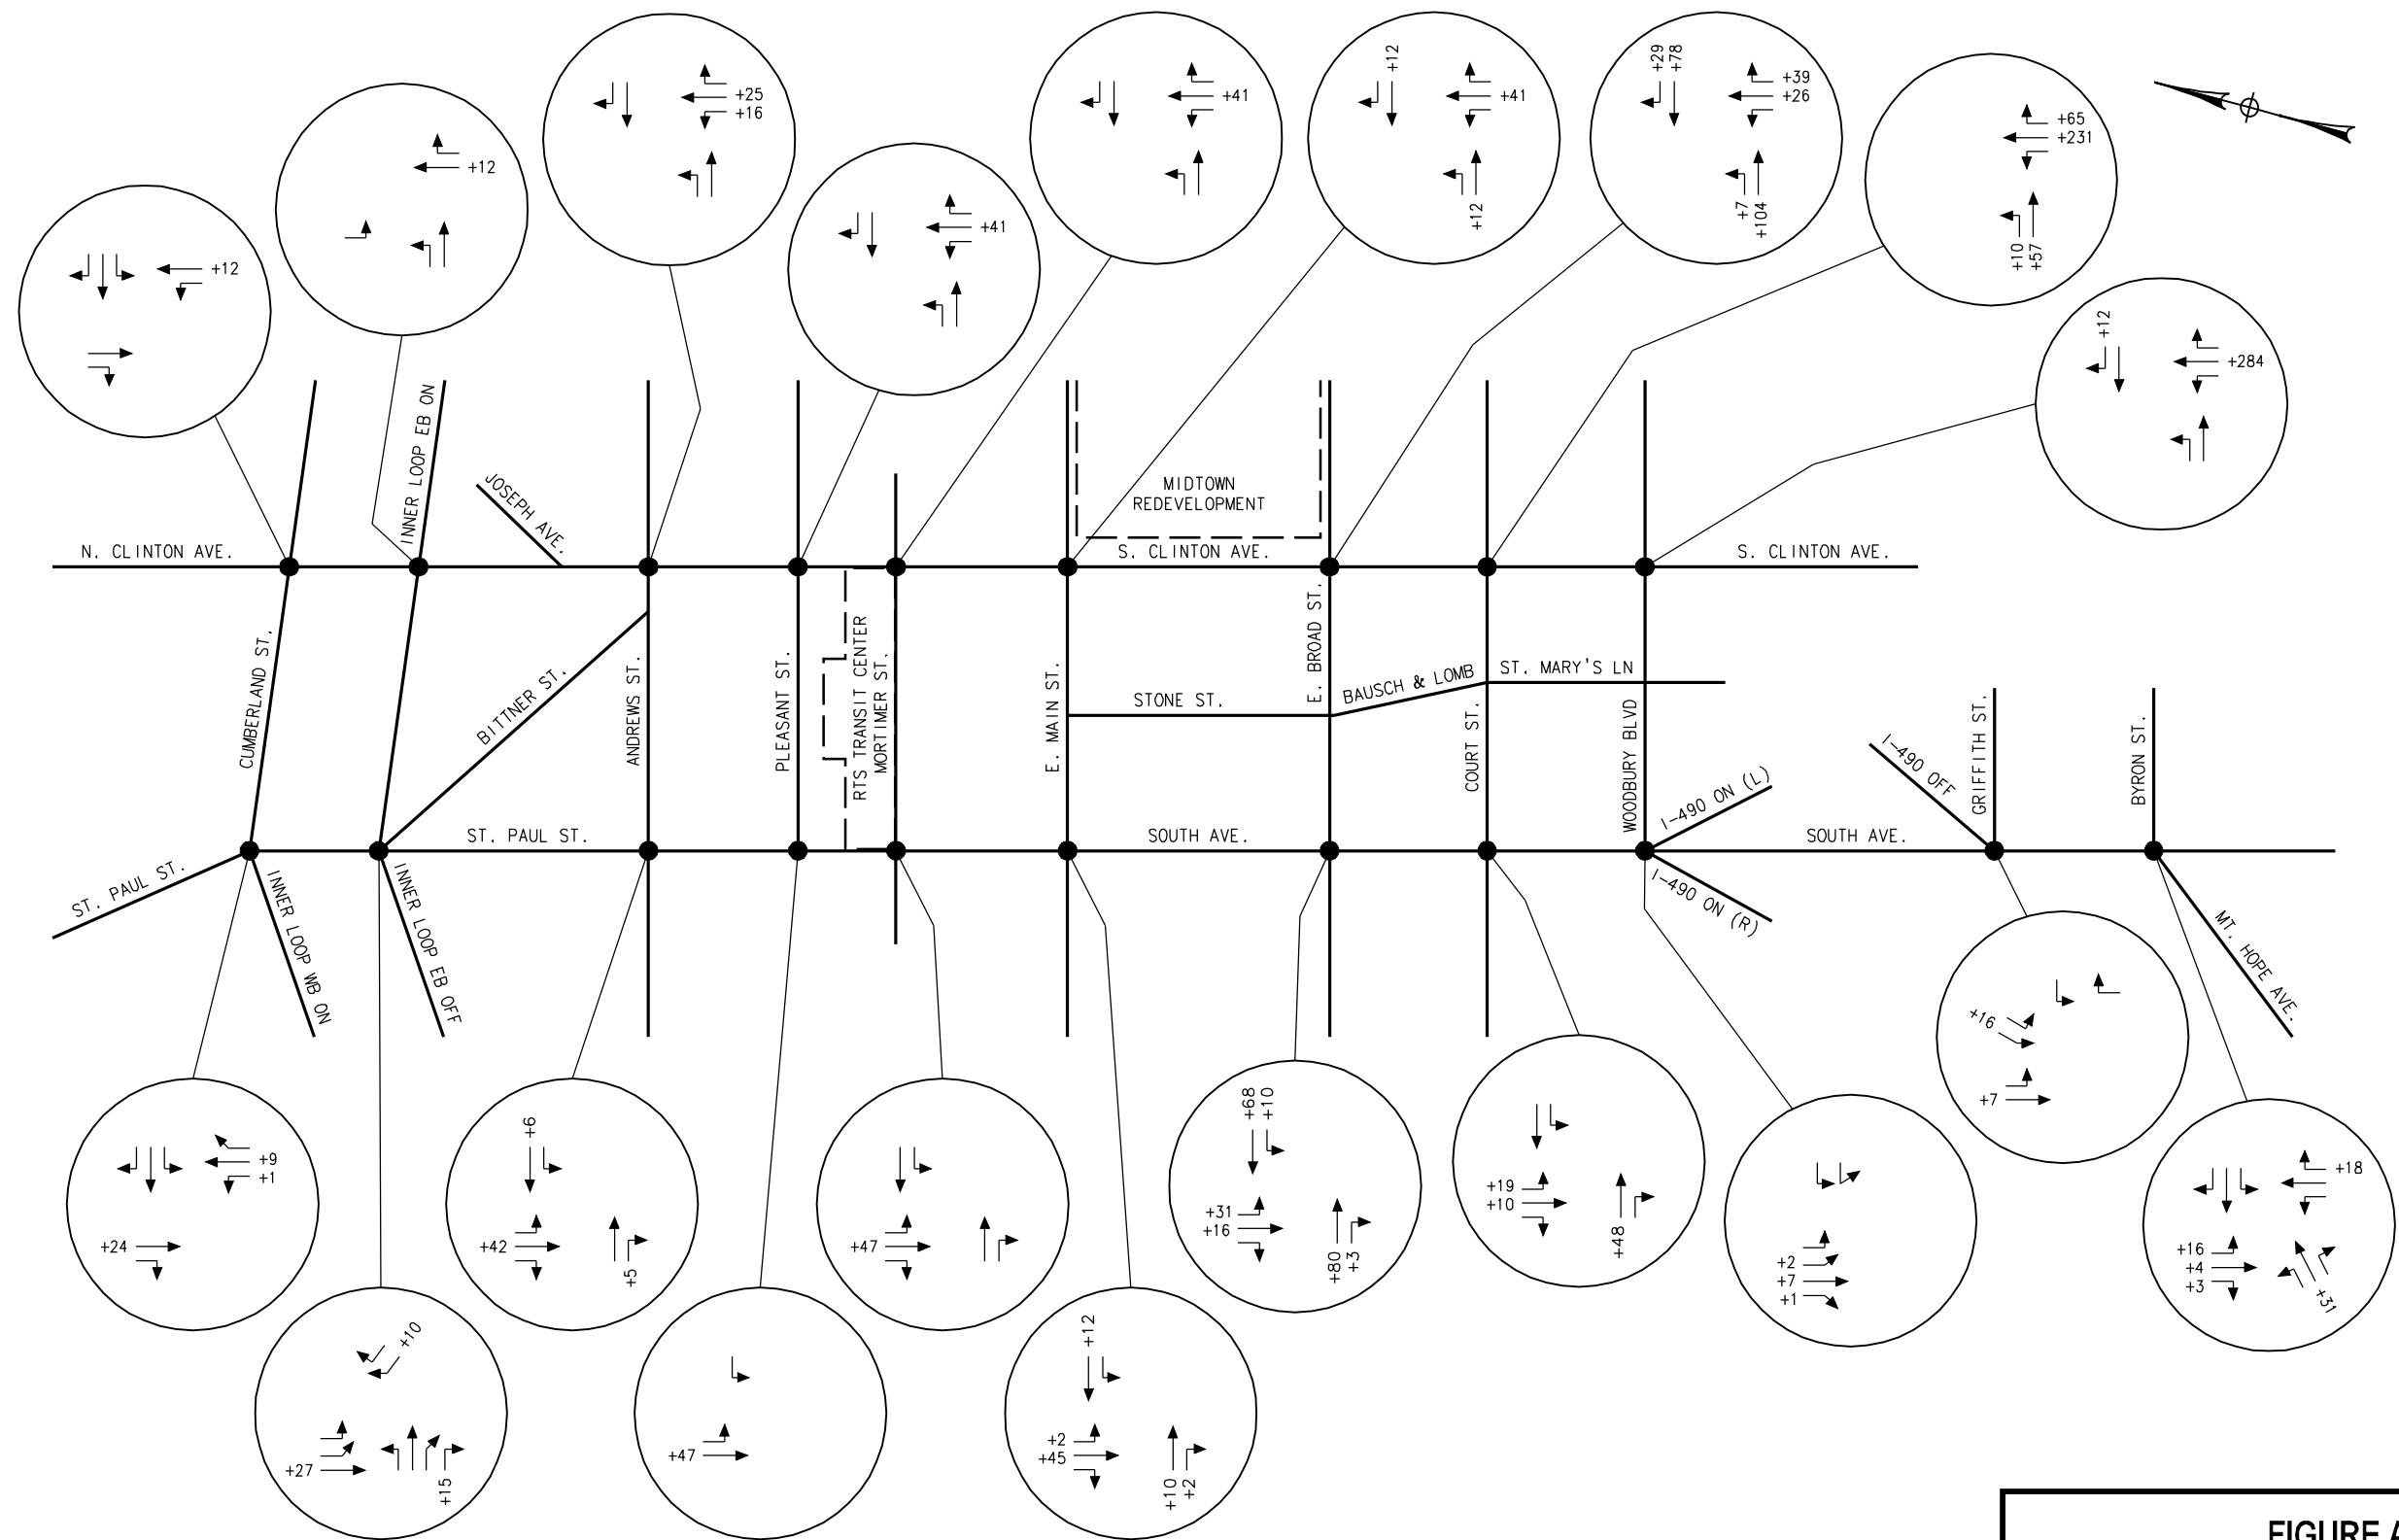 +12
+12
+25
+16
+41
+41
+12
+41
+12
+29
+78
+39
+26
+7
+104
+65
+231
+10
+57
+12
+284
MIDTOWN
REDEVELOPMENT
N. CLINTON AVE.
S. CLINTON AVE.
S. CLINTON AVE.
INNER LOOP EB ON
JOSEPH AVE.
CUMBERLAND ST.
BITTNER ST.
ANDREWS ST.
PLEASANT ST.
RTS TRANSIT CENTER
MORTIMER ST.
E. MAIN ST.
STONE ST.
E. BROAD ST.
BAUSCH & LOMB
ST. MARY'S LN
COURT ST.
WOODBURY BLVD
I-490 ON (L)
I-490 ON (R)
I-490 OFF
GRIFFITH ST.
BYRON ST.
MT. HOPE AVE.
ST. PAUL ST.
ST. PAUL ST.
SOUTH AVE.
SOUTH AVE.
INNER LOOP WB ON
INNER LOOP EB OFF
+9
+1
+24
+10
+27
+15
+6
+42
+5
+47
+47
+12
+2
+45
+10
+2
+68
+10
+31
+16
+80
+3
+19
+10
+48
+2
+7
+1
+16
+7
+18
+16
+4
+3
+31
FIGURE A